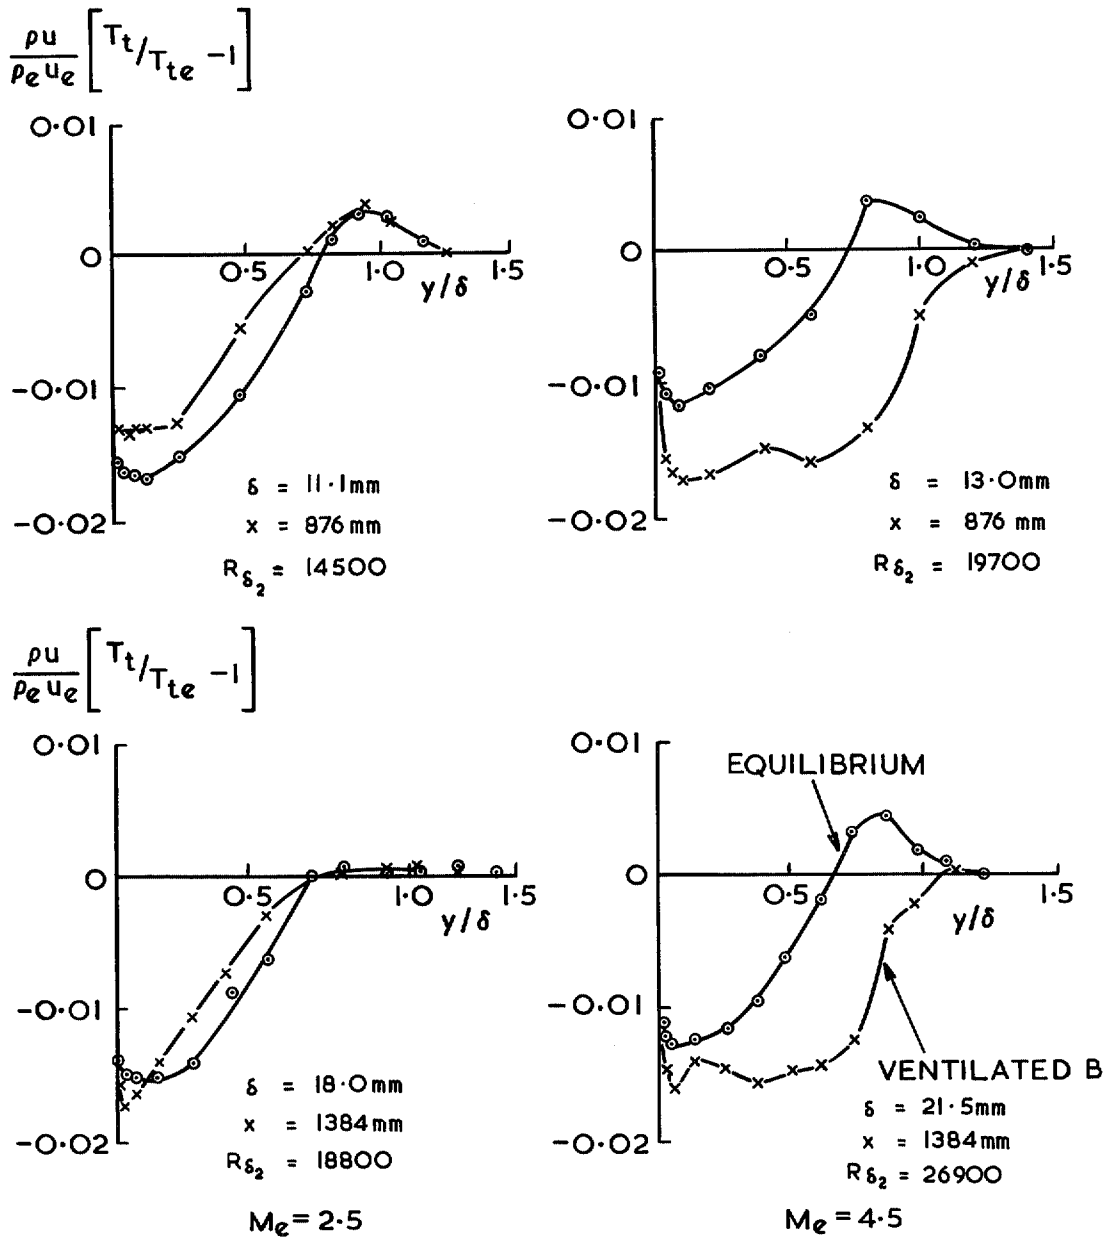 ρu/ρe ue [Tt/Tte −1]
0·01
0
−0·01
−0·02
0·5
1·0
1·5
y/δ
δ = 11·1mm
x = 876 mm
Rδ2 = 14500
0·01
0
−0·01
−0·02
0·5
1·0
1·5
y/δ
δ = 13·0mm
x = 876 mm
Rδ2 = 19700
ρu/ρe ue [Tt/Tte −1]
0·01
0
−0·01
−0·02
0·5
1·0
1·5
y/δ
δ = 18·0mm
x = 1384mm
Rδ2 = 18800
Me = 2·5
0·01
0
−0·01
−0·02
EQUILIBRIUM
0·5
1·5
y/δ
VENTILATED B
δ = 21·5mm
x = 1384mm
Rδ2 = 26900
Me = 4·5